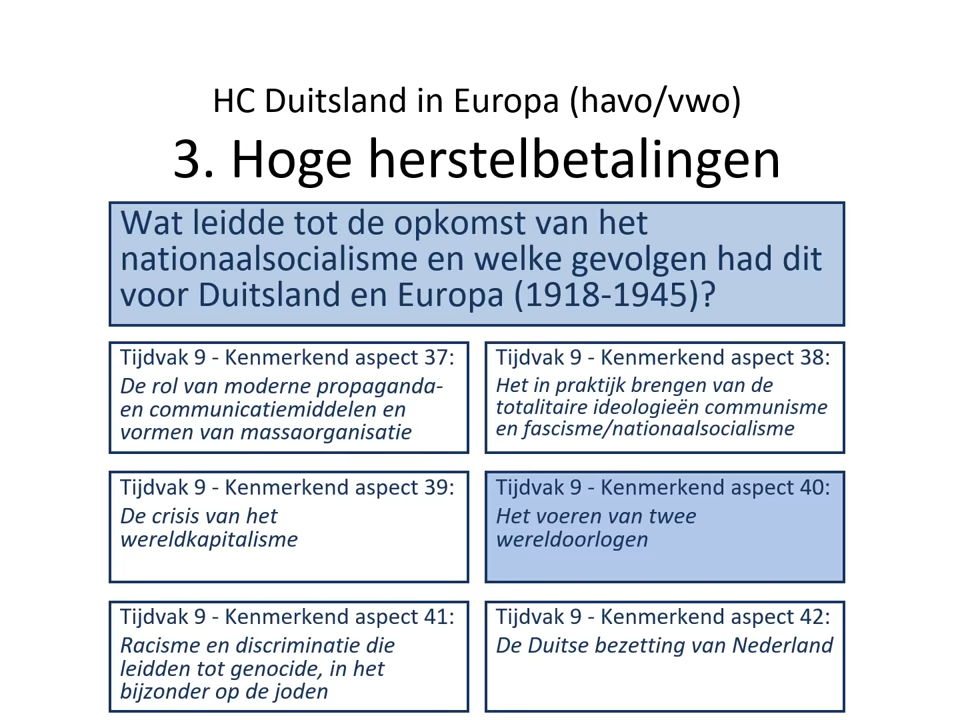 HC Duitsland in Europa (havo/vwo)
3. Hoge herstelbetalingen
Wat leidde tot de opkomst van het
nationaalsocialisme en welke gevolgen had dit
voor Duitsland en Europa (1918-1945)?
Tijdvak 9 - Kenmerkend aspect 37:
De rol van moderne propaganda-
en communicatiemiddelen en
vormen van massaorganisatie
Tijdvak 9 - Kenmerkend aspect 38:
Het in praktijk brengen van de
totalitaire ideologieën communisme
en fascisme/nationaalsocialisme
Tijdvak 9 - Kenmerkend aspect 39:
De crisis van het
wereldkapitalisme
Tijdvak 9 - Kenmerkend aspect 40:
Het voeren van twee
wereldoorlogen
Tijdvak 9 - Kenmerkend aspect 41:
Racisme en discriminatie die
leidden tot genocide, in het
bijzonder op de joden
Tijdvak 9 - Kenmerkend aspect 42:
De Duitse bezetting van Nederland